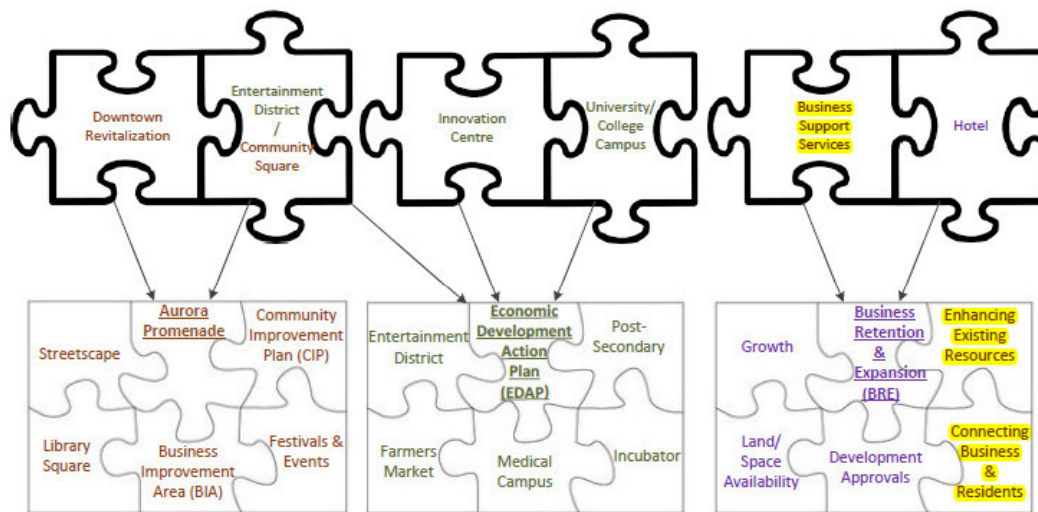 Downtown
Revitalization
Entertainment
District
/
Community
Square
Innovation
Centre
University/
College
Campus
Business
Support
Services
Hotel
Aurora
Promenade
Streetscape
Community
Improvement
Plan (CIP)
Library
Square
Business
Improvement
Area (BIA)
Festivals &
Events
Economic
Development
Action
Plan
(EDAP)
Entertainment
District
Post-
Secondary
Farmers
Market
Medical
Campus
Incubator
Business
Retention
&
Expansion
(BRE)
Growth
Enhancing
Existing
Resources
Land/
Space
Availability
Development
Approvals
Connecting
Business
&
Residents